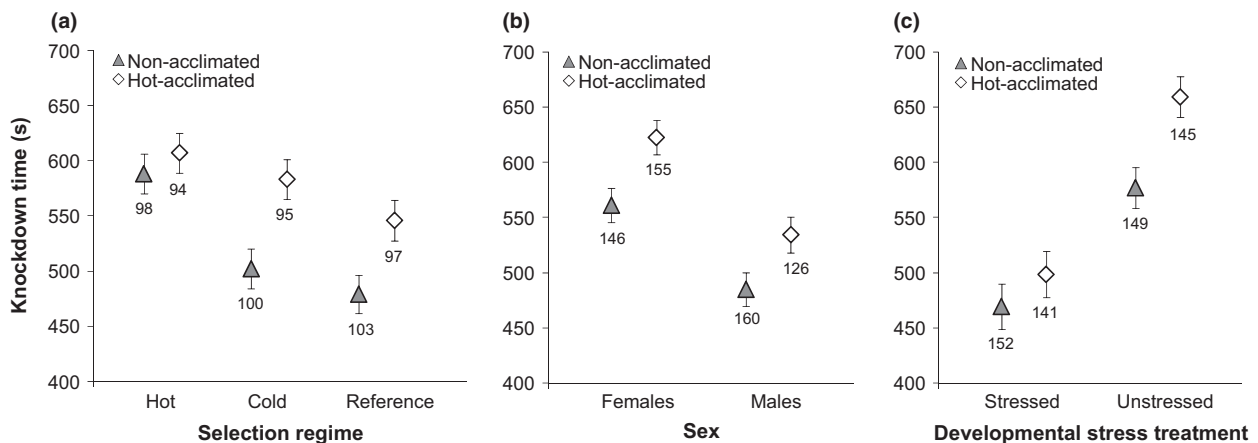 (a)
700
650
600
550
500
450
400
Knockdown time (s)
Non-acclimated
Hot-acclimated
98
94
100
95
103
97
Hot Cold Reference
Selection regime
(b)
700
650
600
550
500
450
400
Non-acclimated
Hot-acclimated
146
155
160
126
Females Males
Sex
(c)
700
650
600
550
500
450
400
Non-acclimated
Hot-acclimated
152
141
149
145
Stressed Unstressed
Developmental stress treatment